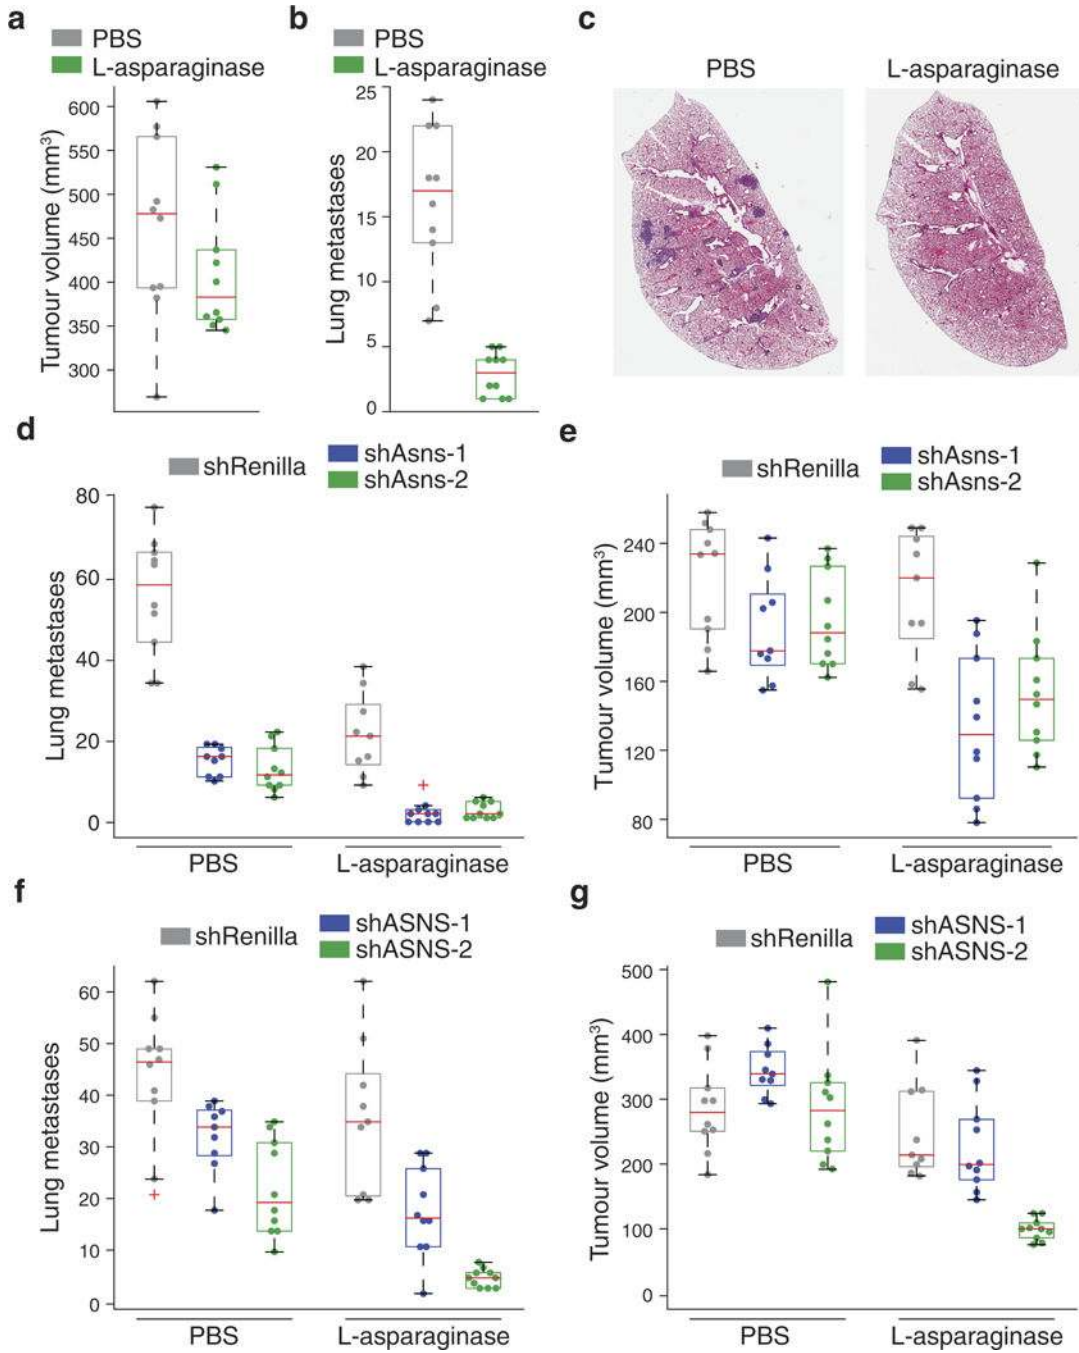 a
PBS
L-asparaginase
Tumour volume (mm³)
600
550
500
450
400
350
300
b
PBS
L-asparaginase
Lung metastases
25
20
15
10
5
0
c
PBS
L-asparaginase
d
shRenilla
shAsns-1
shAsns-2
Lung metastases
80
60
40
20
0
PBS
L-asparaginase
e
shRenilla
shAsns-1
shAsns-2
Tumour volume (mm³)
240
200
160
120
80
PBS
L-asparaginase
f
shRenilla
shASNS-1
shASNS-2
Lung metastases
60
50
40
30
20
10
0
PBS
L-asparaginase
g
shRenilla
shASNS-1
shASNS-2
Tumour volume (mm³)
500
400
300
200
100
0
PBS
L-asparaginase